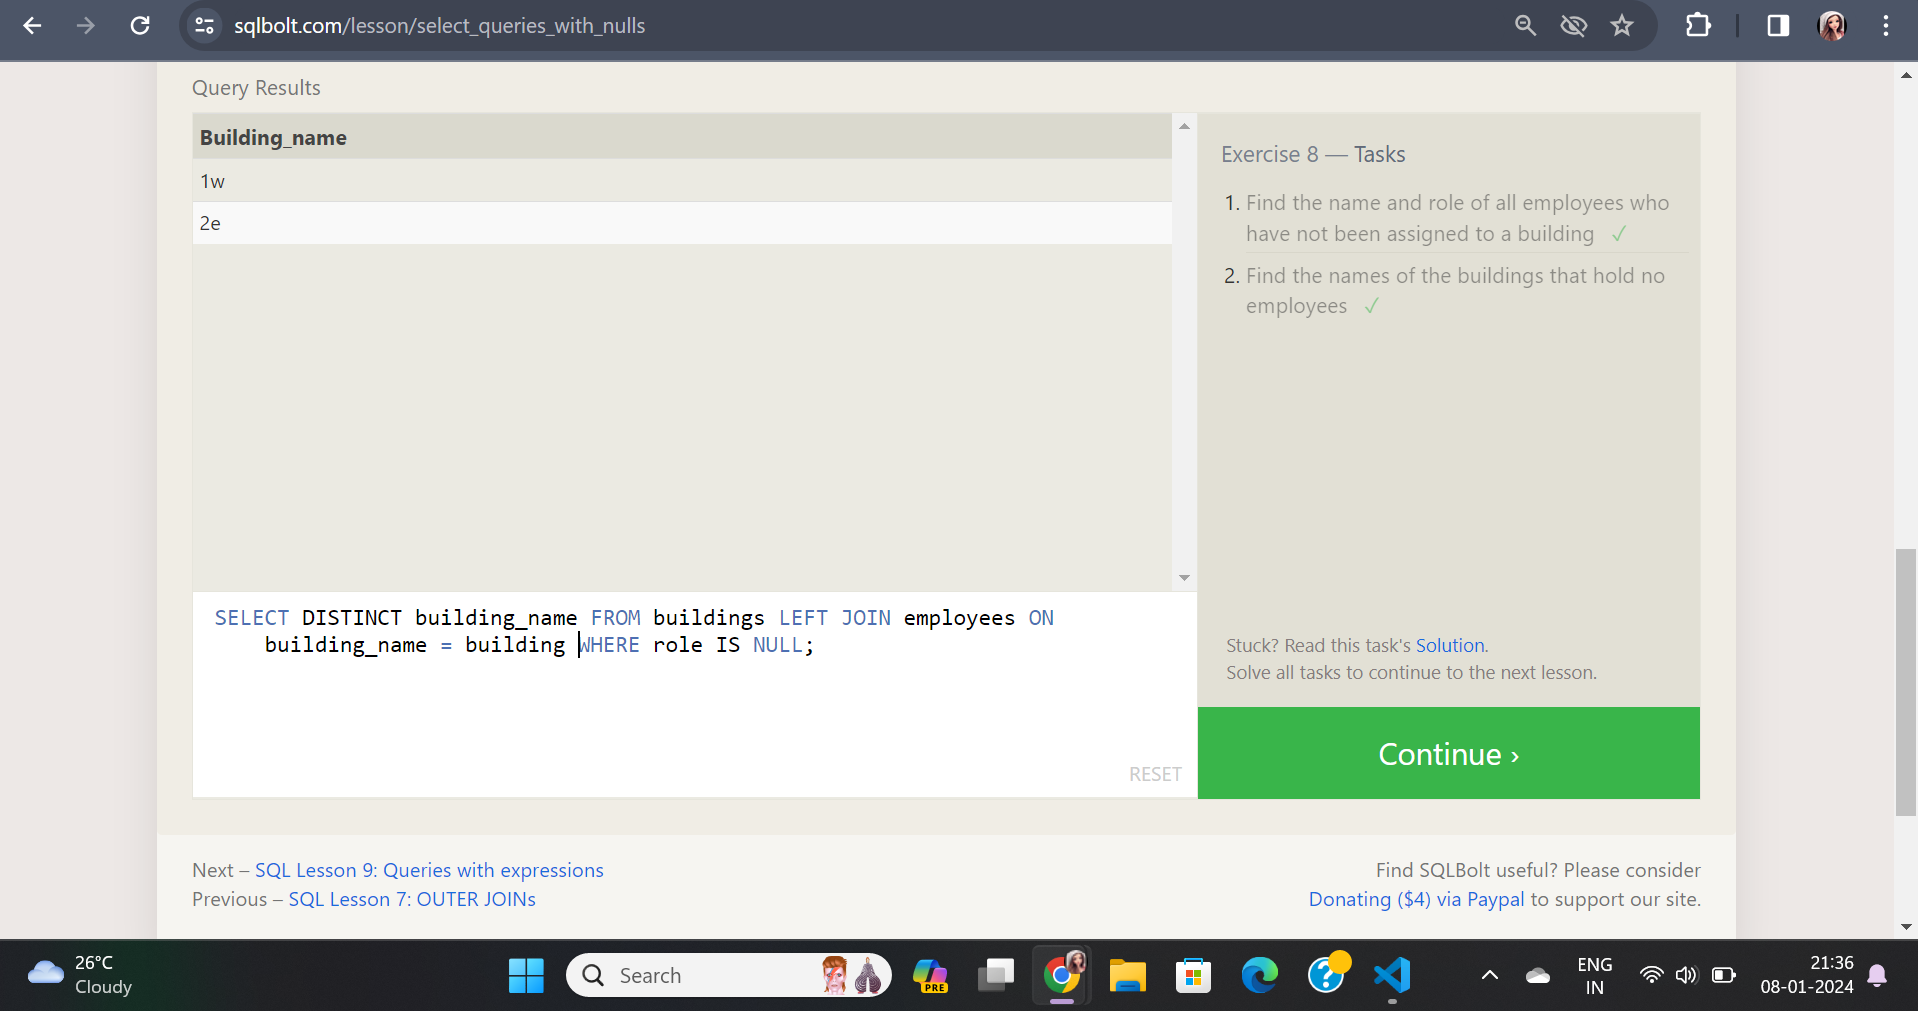 sqlbolt.com/lesson/select_queries_with_nulls
Query Results
Building_name
1w
2e
Exercise 8 — Tasks
1. Find the name and role of all employees who
have not been assigned to a building ✓
2. Find the names of the buildings that hold no
employees ✓
SELECT DISTINCT building_name FROM buildings LEFT JOIN employees ON
building_name = building WHERE role IS NULL;
RESET
Stuck? Read this task's Solution.
Solve all tasks to continue to the next lesson.
Continue ›
Next – SQL Lesson 9: Queries with expressions
Previous – SQL Lesson 7: OUTER JOINs
Find SQLBolt useful? Please consider
Donating ($4) via Paypal to support our site.
26°C
Cloudy
Search
PRE
ENG
IN
21:36
08-01-2024